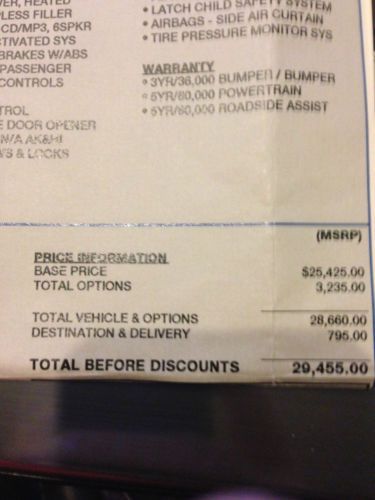 HEATED
PLESS FILLER
CD/MP3, 6SPKR
TIVATED SYS
BRAKES W/ABS
PASSENGER
CONTROLS
TROL
E DOOR OPENER
N/A AK&HI
& LOCKS
• LATCH CHILD SAFETY SYSTEM
• AIRBAGS - SIDE AIR CURTAIN
• TIRE PRESSURE MONITOR SYS
WARRANTY
• 3YR/36,000 BUMPER / BUMPER
• 5YR/60,000 POWERTRAIN
• 5YR/60,000 ROADSIDE ASSIST
(MSRP)
PRICE INFORMATION
BASE PRICE $25,425.00
TOTAL OPTIONS 3,235.00
TOTAL VEHICLE & OPTIONS 28,660.00
DESTINATION & DELIVERY 795.00
TOTAL BEFORE DISCOUNTS 29,455.00